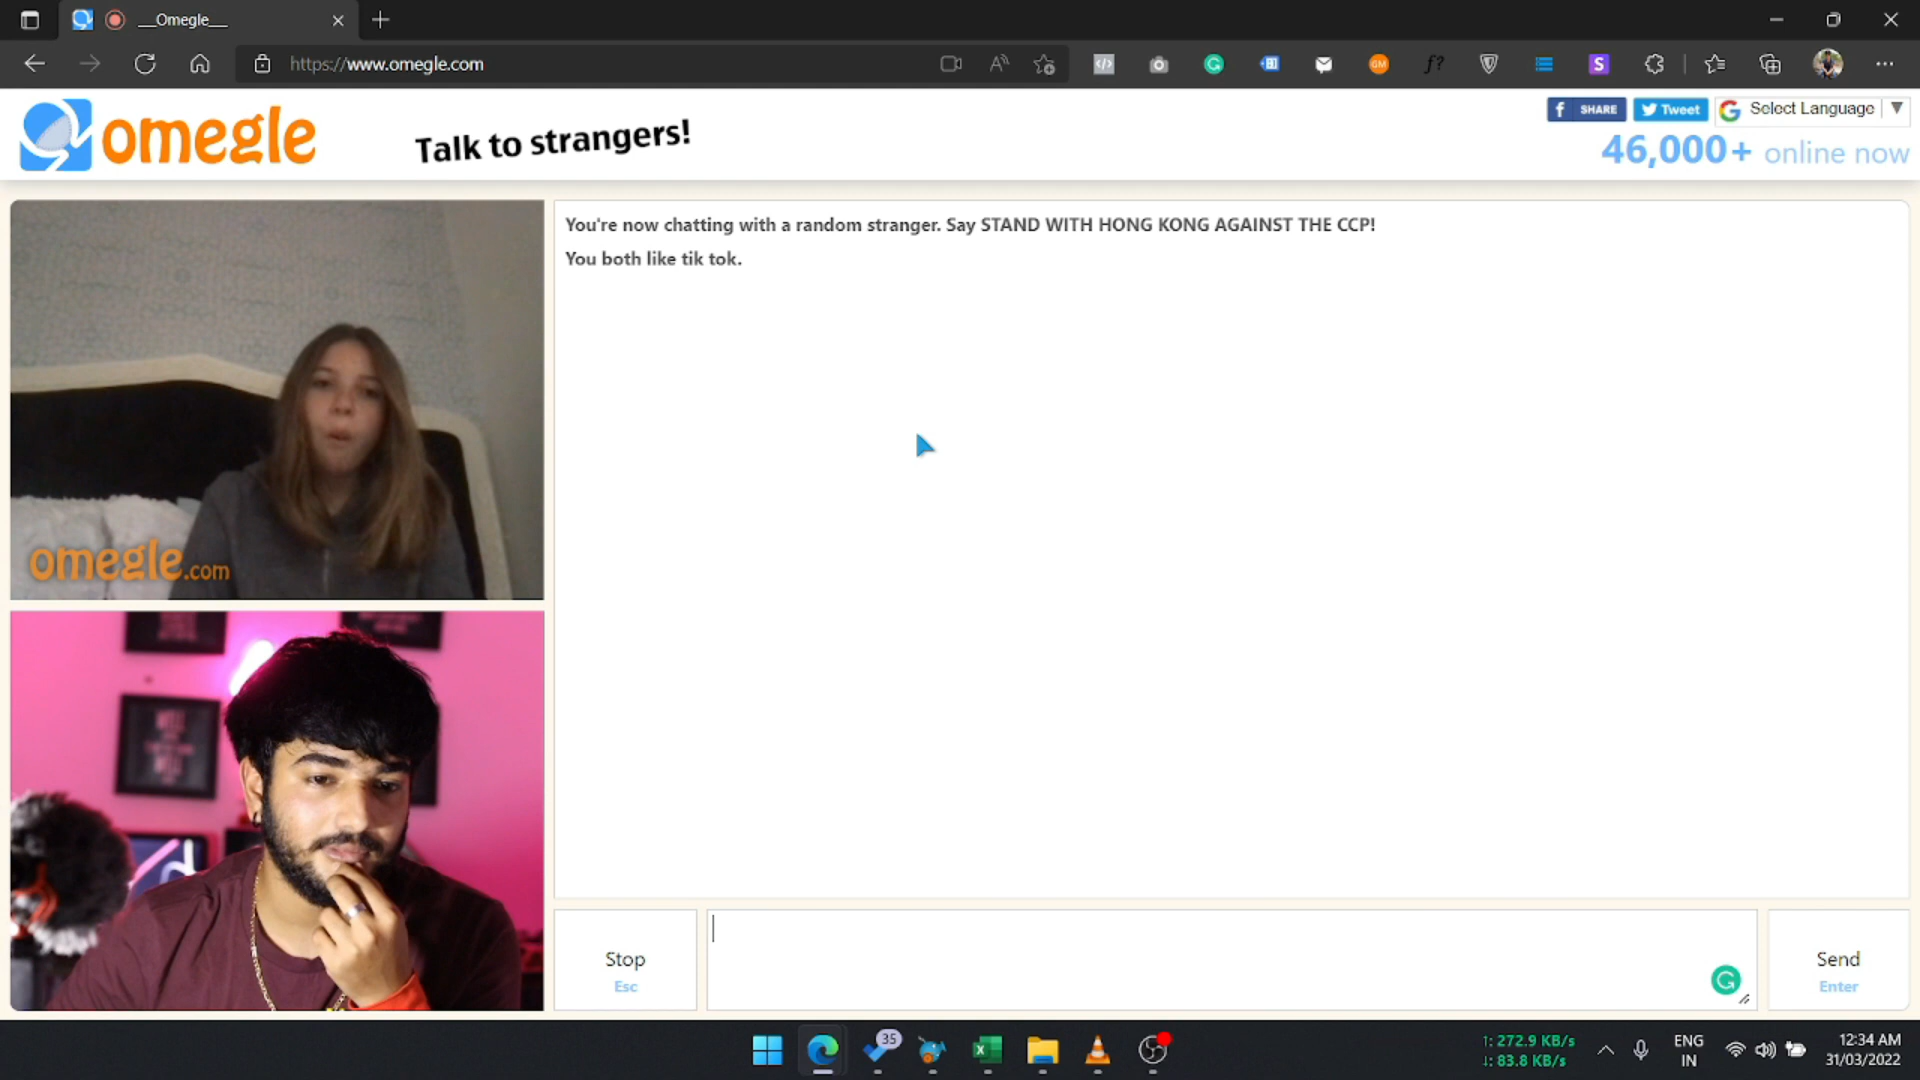 __Omegle__
https://www.omegle.com
omegle
Talk to strangers!
SHARE
Tweet
Select Language
46,000+ online now
You're now chatting with a random stranger. Say STAND WITH HONG KONG AGAINST THE CCP!
You both like tik tok.
omegle.com
Stop
Esc
Send
Enter
35
↑: 272.9 KB/s
↓: 83.8 KB/s
ENG
IN
12:34 AM
31/03/2022